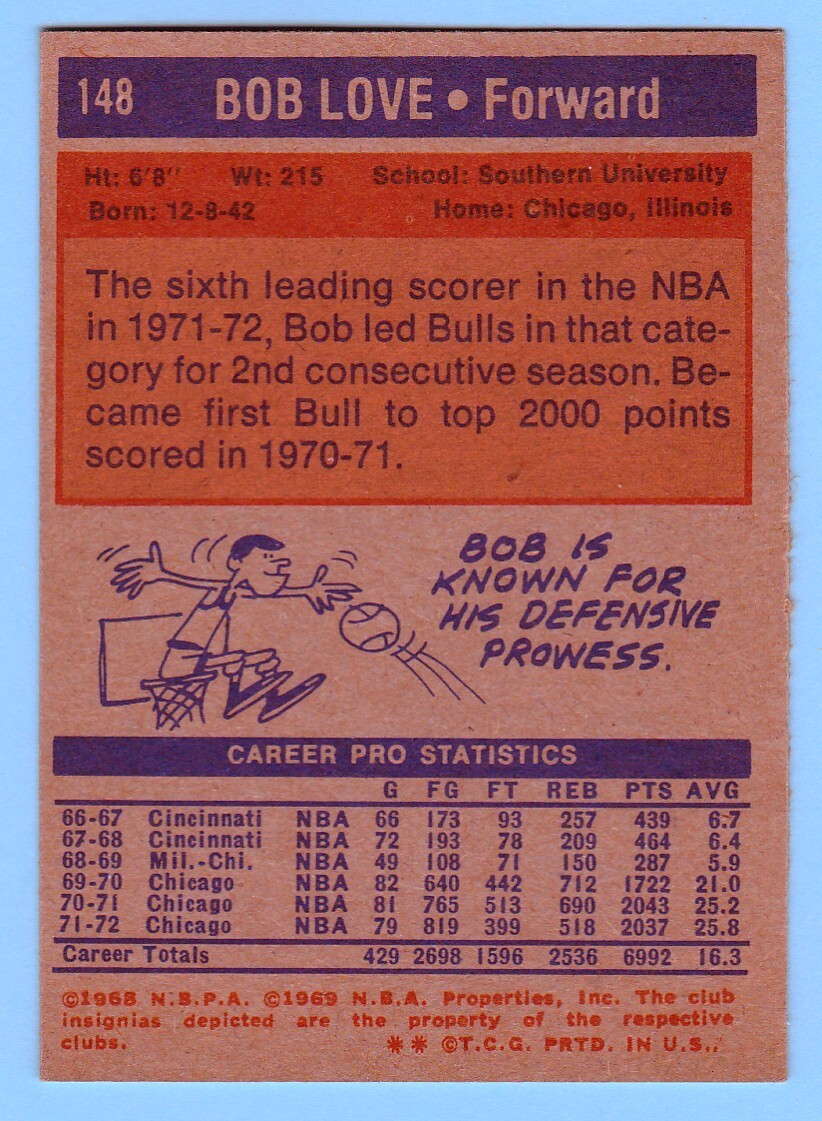 148 BOB LOVE • Forward
Ht: 6'8" Wt: 215 School: Southern University
Born: 12-8-42 Home: Chicago, Illinois
The sixth leading scorer in the NBA
in 1971-72, Bob led Bulls in that cate-
gory for 2nd consecutive season. Be-
came first Bull to top 2000 points
scored in 1970-71.
BOB IS
KNOWN FOR
HIS DEFENSIVE
PROWESS.
CAREER PRO STATISTICS
G FG FT REB PTS AVG
66-67 Cincinnati NBA 66 173 93 257 439 6.7
67-68 Cincinnati NBA 72 193 78 209 464 6.4
68-69 Mil.-Chi. NBA 49 108 71 150 287 5.9
69-70 Chicago NBA 82 640 442 712 1722 21.0
70-71 Chicago NBA 81 765 513 690 2043 25.2
71-72 Chicago NBA 79 819 399 518 2037 25.8
Career Totals 429 2698 1596 2536 6992 16.3
©1968 N.B.P.A. ©1969 N.B.A. Properties, Inc. The club
insignias depicted are the property of the respective
clubs. ** ©T.C.G. PRTD. IN U.S.